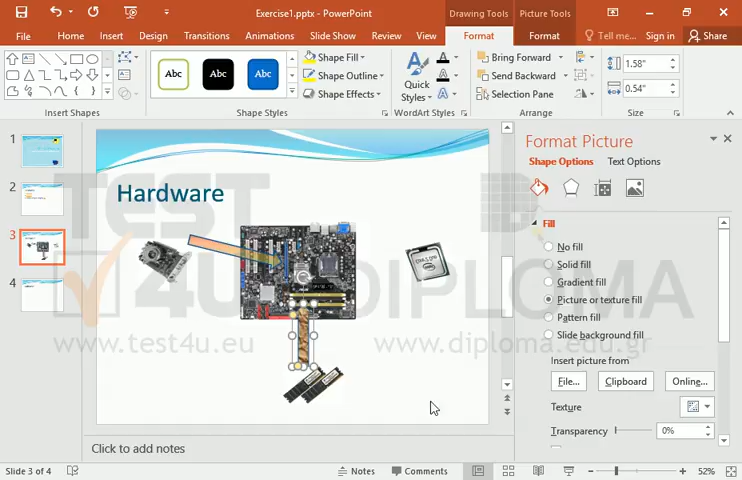 Exercise1.pptx - PowerPoint
Drawing Tools
Picture Tools
File
Home
Insert
Design
Transitions
Animations
Slide Show
Review
View
Format
Format
Tell me...
Sign in
Share
Abc
Abc
Abc
Shape Fill
Shape Outline
Shape Effects
Quick
Styles
A
A
A
Bring Forward
Send Backward
Selection Pane
1.58"
0.54"
Insert Shapes
Shape Styles
WordArt Styles
Arrange
Size
1
2
3
4
Hardware
Format Picture
Shape Options
Text Options
Fill
No fill
Solid fill
Gradient fill
Picture or texture fill
Pattern fill
Slide background fill
Insert picture from
File...
Clipboard
Online...
Texture
Transparency
0%
TEST
4U
www.test4u.eu
D
DIPLOMA
www.diploma.edu.gr
Click to add notes
Slide 3 of 4
Notes
Comments
52%